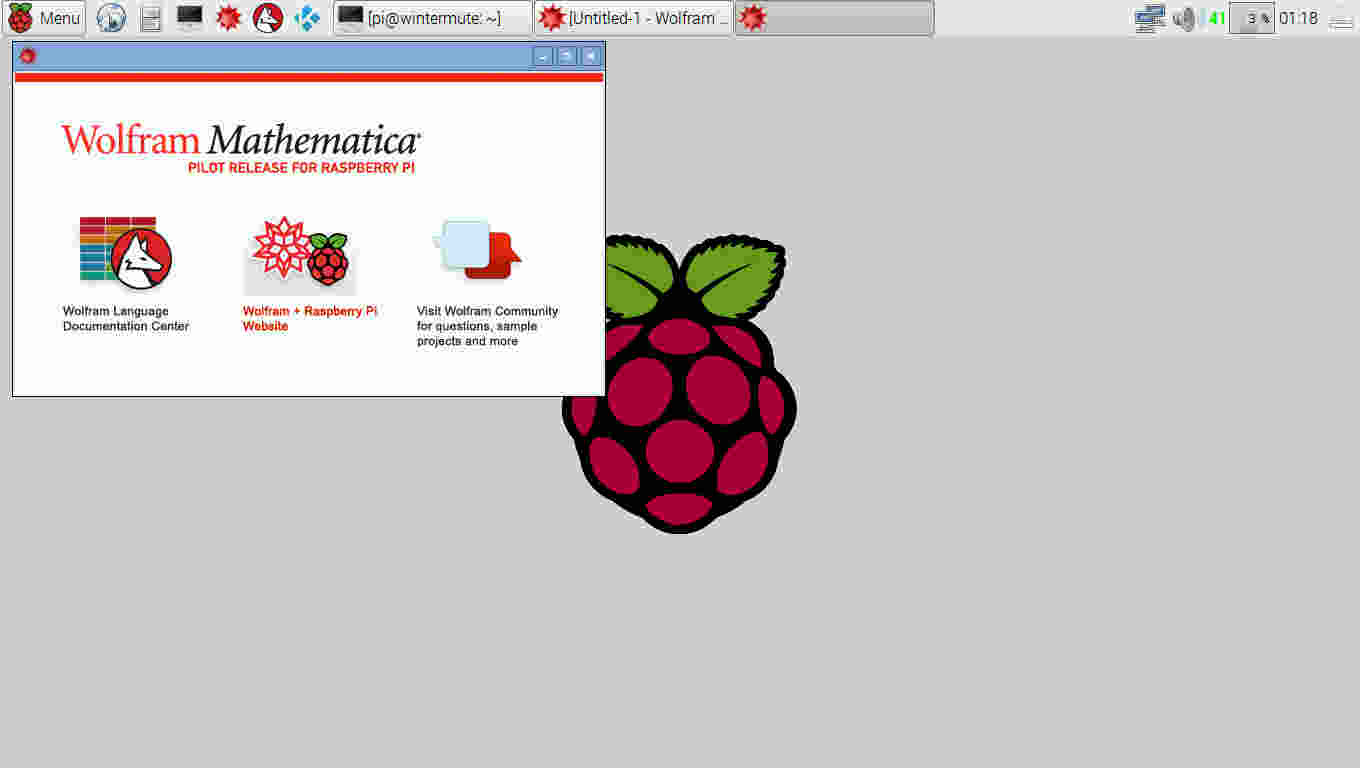 Menu
[pi@wintermute: ~]
[Untitled-1 - Wolfram ...
41
3 %
01:18
Wolfram Mathematica
PILOT RELEASE FOR RASPBERRY PI
Wolfram Language
Documentation Center
Wolfram + Raspberry Pi
Website
Visit Wolfram Community
for questions, sample
projects and more